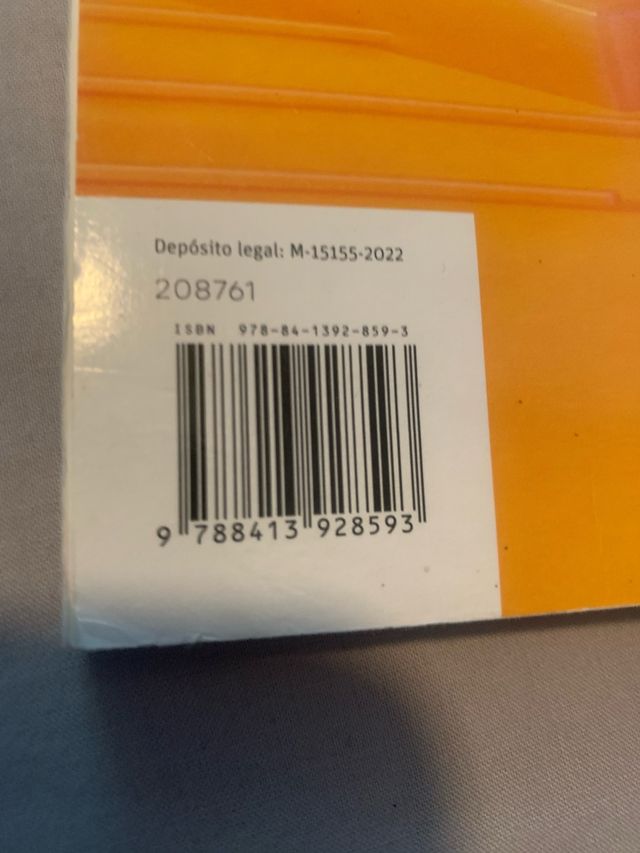 Depósito legal: M-15155-2022
208761
ISBN 978-84-1392-859-3
9 788413 928593